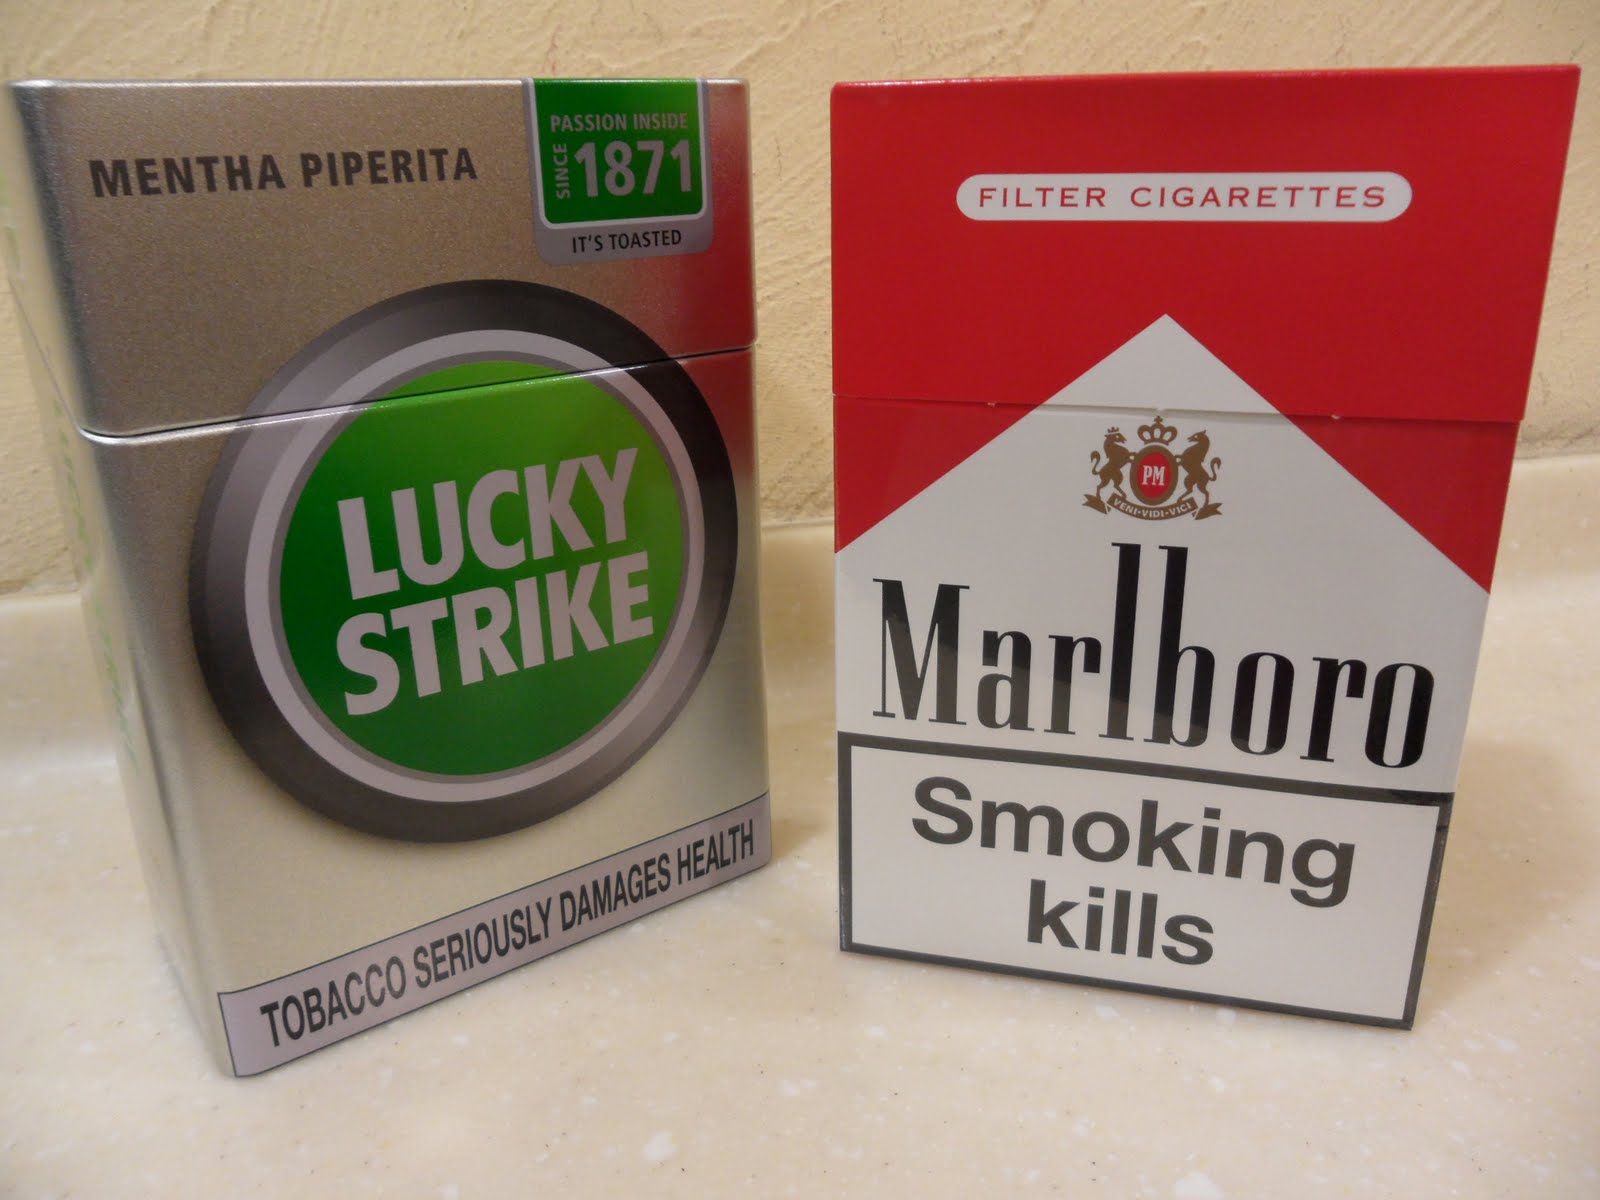 MENTHA PIPERITA
PASSION INSIDE
SINCE 1871
IT'S TOASTED
LUCKY
STRIKE
TOBACCO SERIOUSLY DAMAGES HEALTH
FILTER CIGARETTES
PM
VENI·VIDI·VICI
Marlboro
Smoking
kills